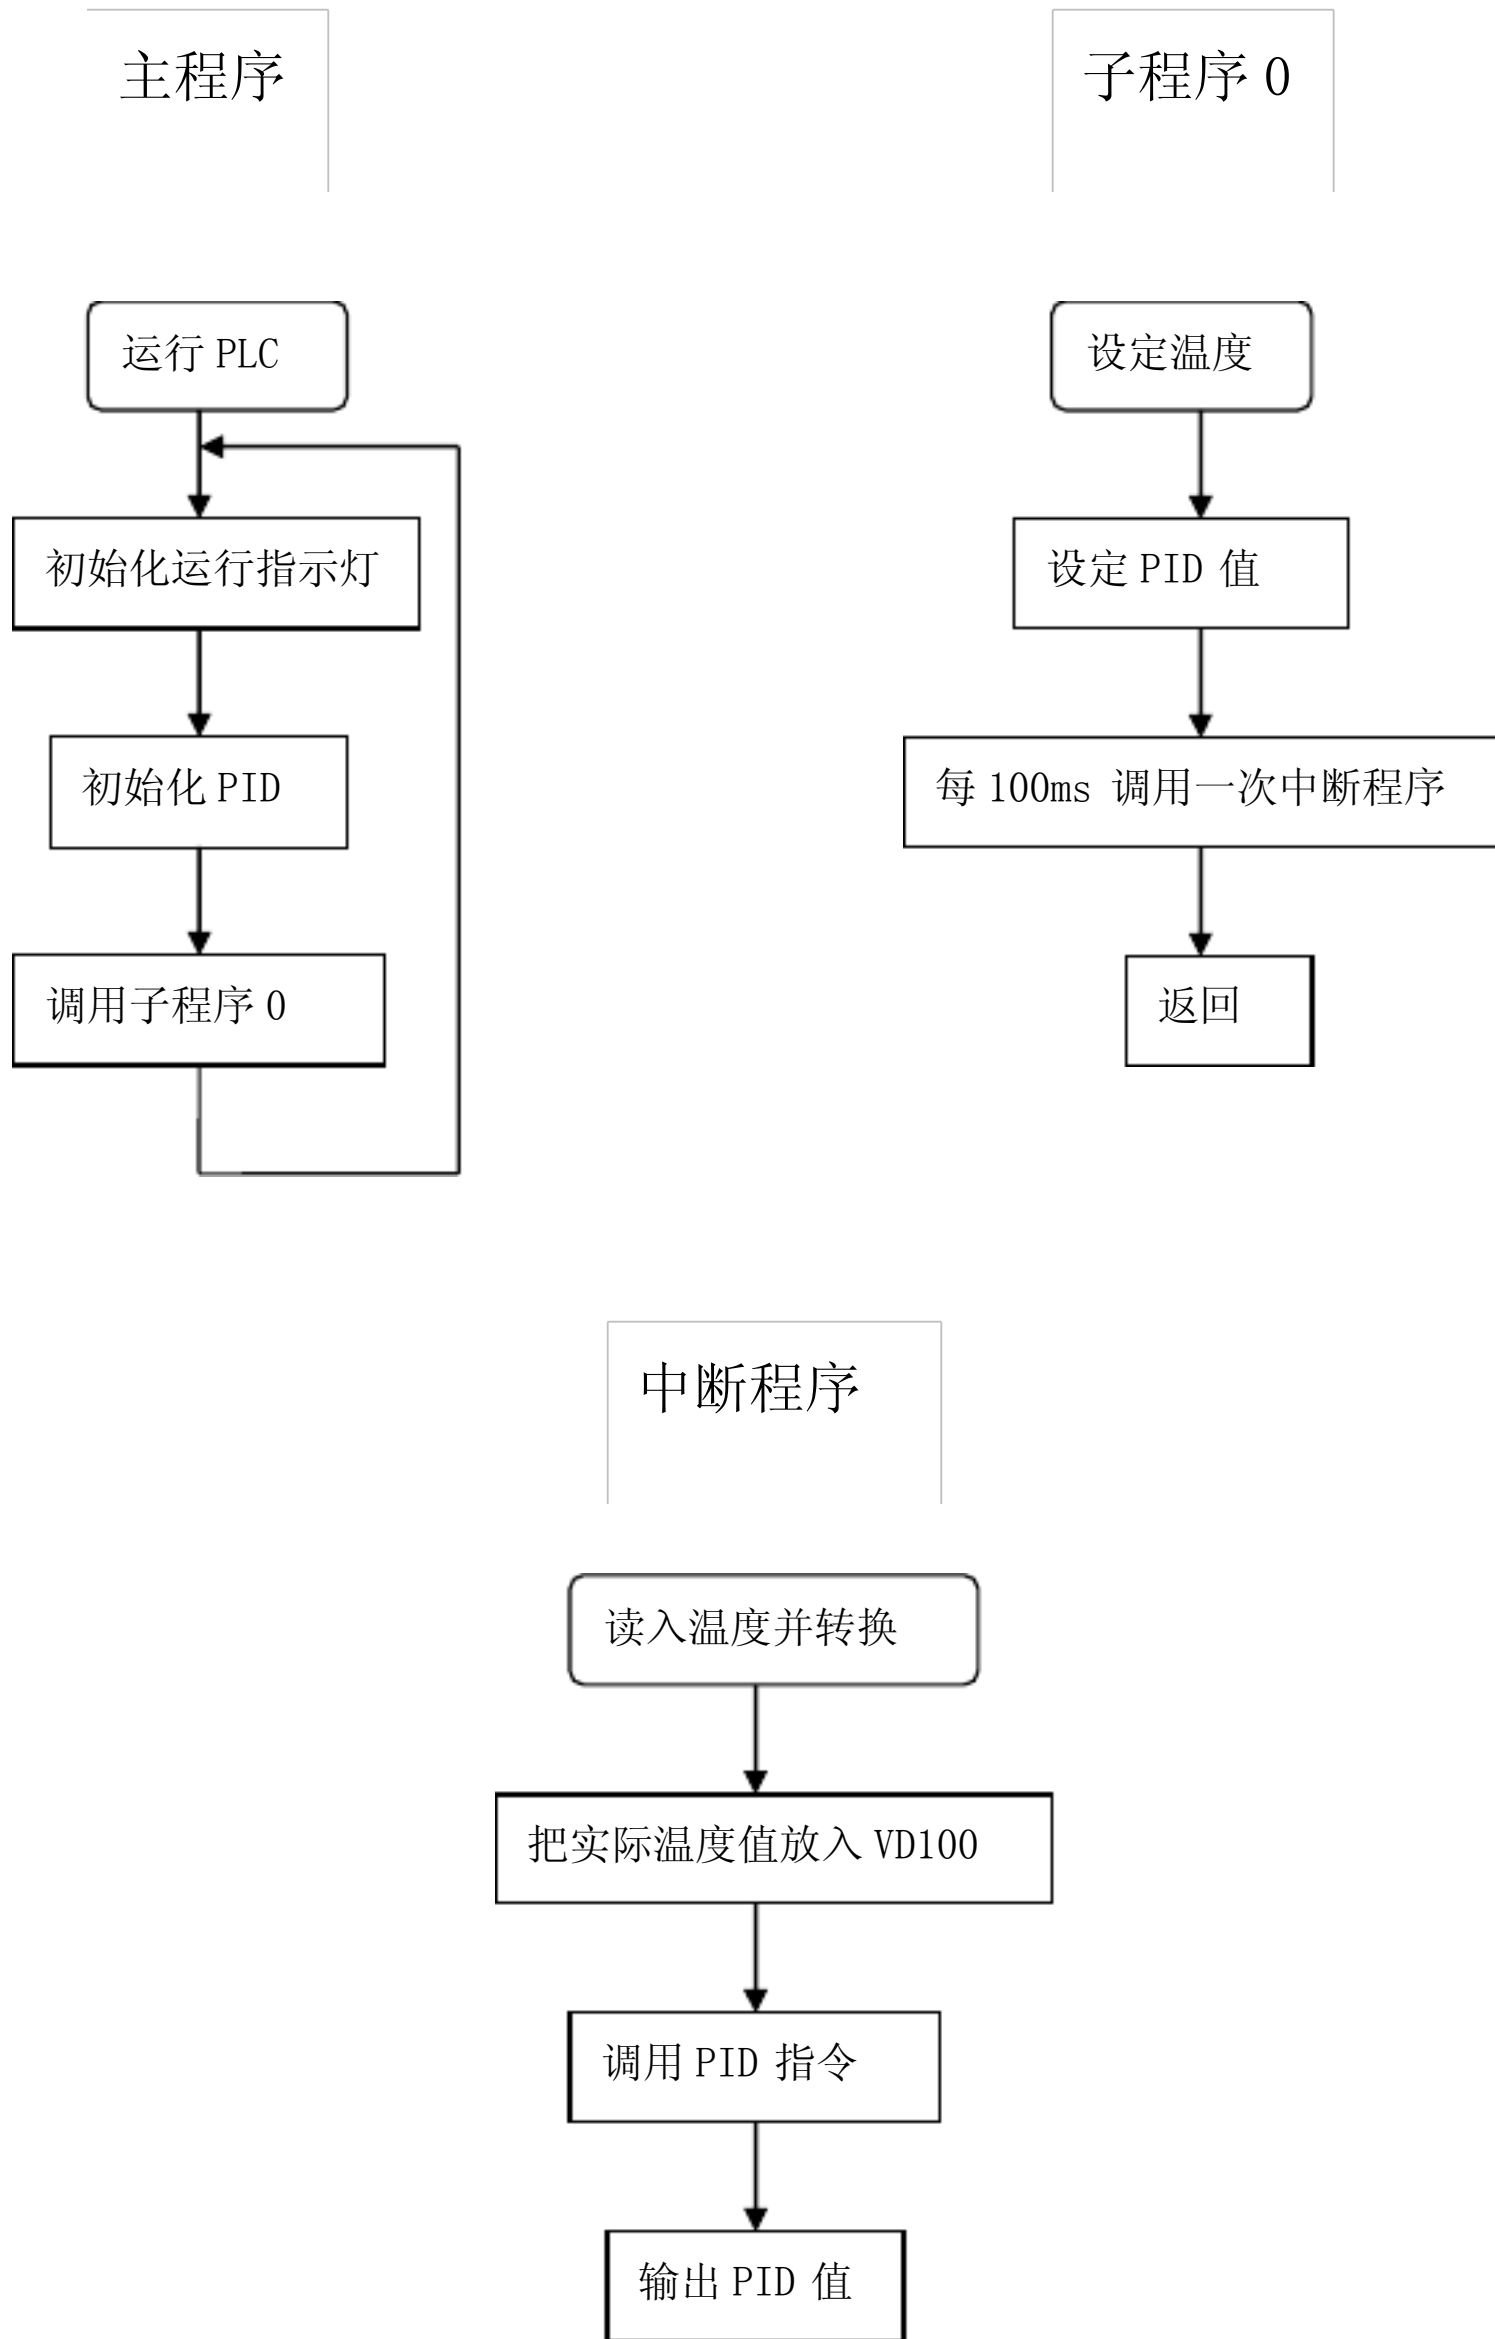 主程序
子程序 0
运行 PLC
初始化运行指示灯
初始化 PID
调用子程序 0
设定温度
设定 PID 值
每 100ms 调用一次中断程序
返回
中断程序
读入温度并转换
把实际温度值放入 VD100
调用 PID 指令
输出 PID 值